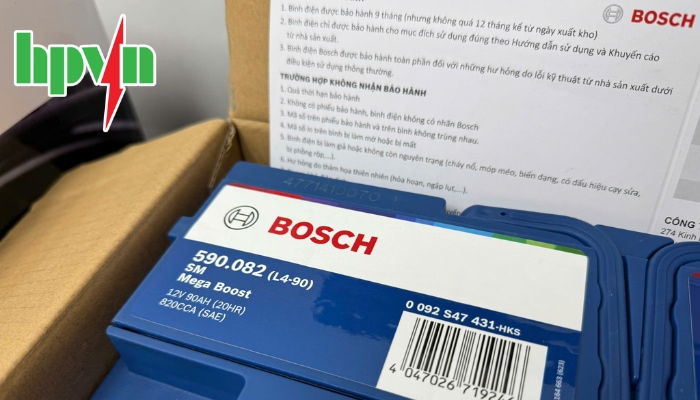 hpvn
BOSCH
1. Bình điện được bảo hành 9 tháng (nhưng không quá 12 tháng kể từ ngày xuất kho)
2. Bình điện chỉ được bảo hành cho mục đích sử dụng đúng theo Hướng dẫn sử dụng và Khuyến cáo
từ nhà sản xuất.
3. Bình điện Bosch được bảo hành toàn phần đối với những hư hỏng do lỗi kỹ thuật từ nhà sản xuất dưới
điều kiện sử dụng thông thường.
TRƯỜNG HỢP KHÔNG NHẬN BẢO HÀNH
1. Quá thời hạn bảo hành
2. Không có phiếu bảo hành, bình điện không có nhãn Bosch
3. Mã số trên phiếu bảo hành và trên bình không trùng nhau.
4. Mã số in trên bình bị làm mờ hoặc bị mất
5. Bình điện bị làm giả hoặc không còn nguyên trạng (cháy nổ, móp méo, biến dạng, có dấu hiệu cạy sửa,
bị phồng rộp,...).
6. Hư hỏng do thảm họa thiên nhiên (hỏa hoạn, ngập lụt,...).
CÔNG
274 Kinh
BOSCH
590.082 (L4-90)
SM
Mega Boost
12V 90AH (20HR)
820CCA (SAE)
0 092 S47 431-HKS
4 047026